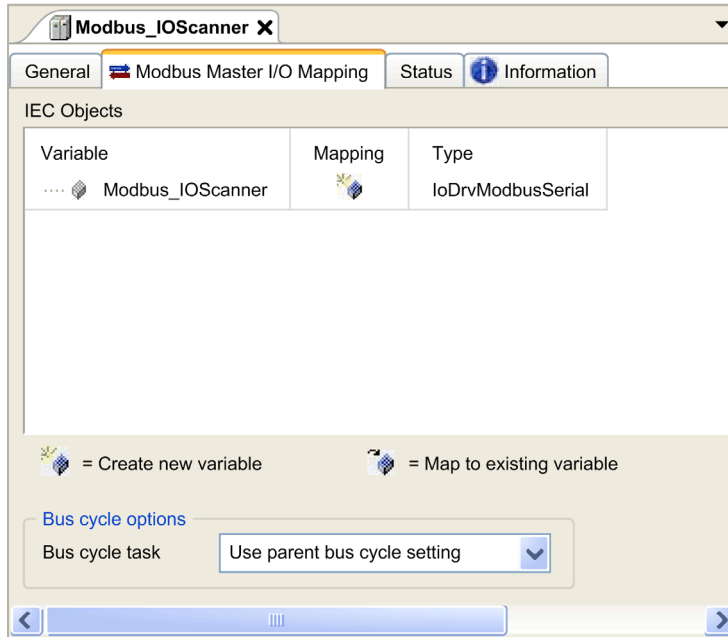 Modbus_IOScanner
General Modbus Master I/O Mapping Status Information
IEC Objects
Variable Mapping Type
Modbus_IOScanner IoDrvModbusSerial
= Create new variable = Map to existing variable
Bus cycle options
Bus cycle task Use parent bus cycle setting